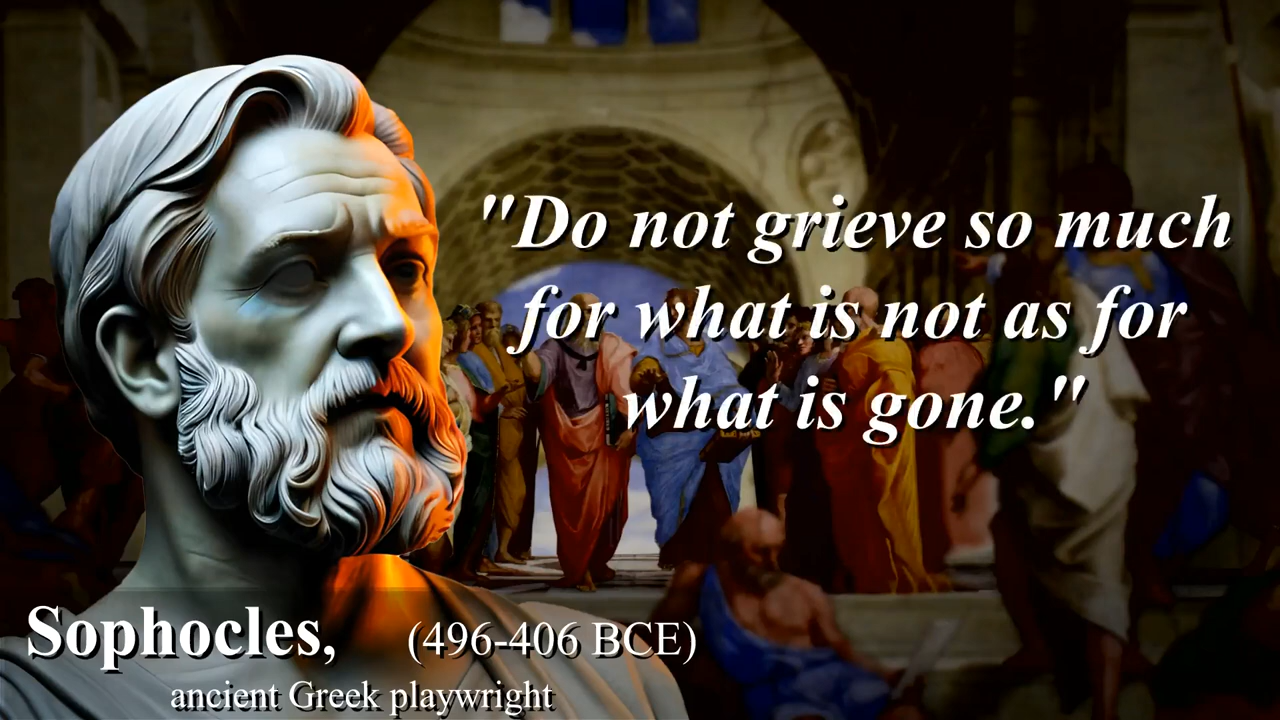 "Do not grieve so much
for what is not as for
what is gone."
Sophocles, (496-406 BCE)
ancient Greek playwright